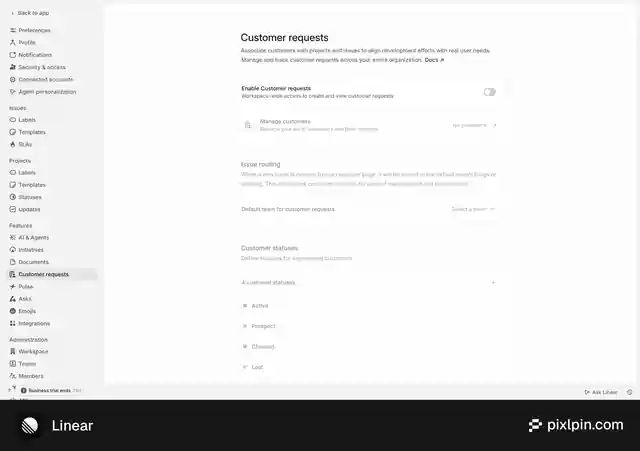 Back to app
Preferences
Profile
Notifications
Security & access
Connected accounts
Agent personalization
Issues
Labels
Templates
SLAs
Projects
Labels
Templates
Statuses
Updates
Features
AI & Agents
Initiatives
Documents
Customer requests
Pulse
Asks
Emojis
Integrations
Administration
Workspace
Teams
Members
Business trial ends
Customer requests
Associate customers with projects and issues to align development efforts with real user needs.
Manage and track customer requests across your entire organization. Docs ↗
Enable Customer requests
Workspace-wide access to create and view customer requests
Manage customers
Issue routing
Default team for customer requests
Select a team
Customer statuses
Define statuses for
customers
4 customer statuses
+
Active
Prospect
Churned
Lost
Ask Linear
Linear
pixlpin.com